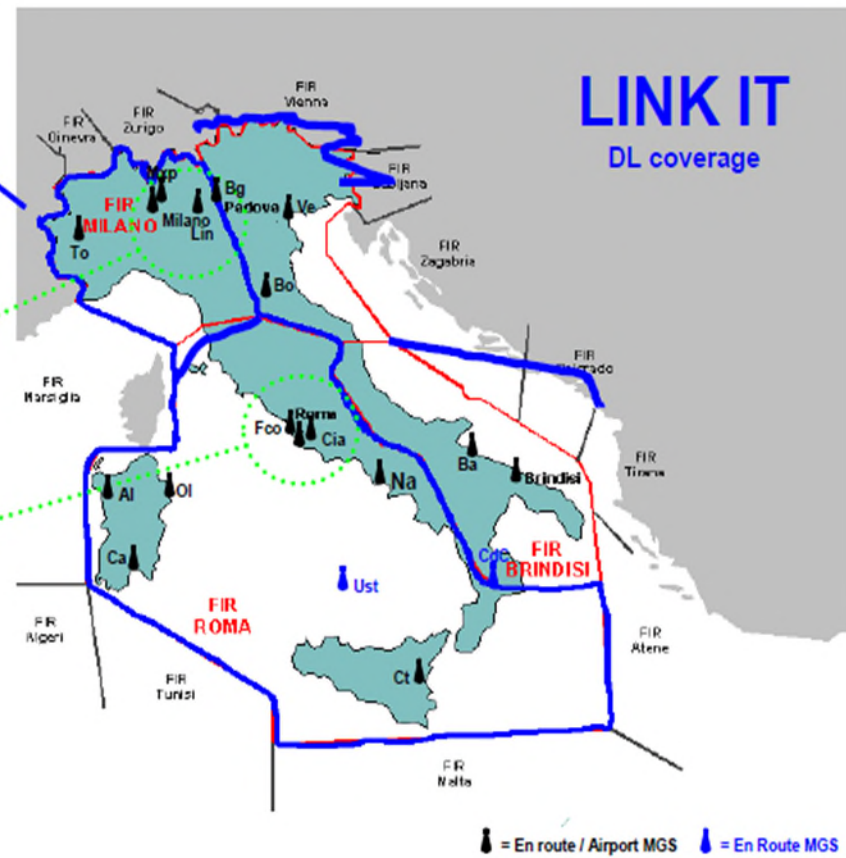 LINK IT
DL coverage
FIR
Vienna
FIR
Zurigo
FIR
Ginevra
FIR
FIR
MILANO
Milano
Lin
Bg
Padova
Ve
To
Bo
FIR
Zagabria
FIR
Marsiglia
FIR
Fco
Roma
Cia
Na
Ba
Brindisi
FIR
Tirana
Al
Ol
Ca
Ust
CdC
FIR
BRINDISI
FIR
ROMA
FIR
Algeri
FIR
Tunisi
Ct
FIR
Atene
FIR
Malta
= En route / Airport MGS
= En Route MGS